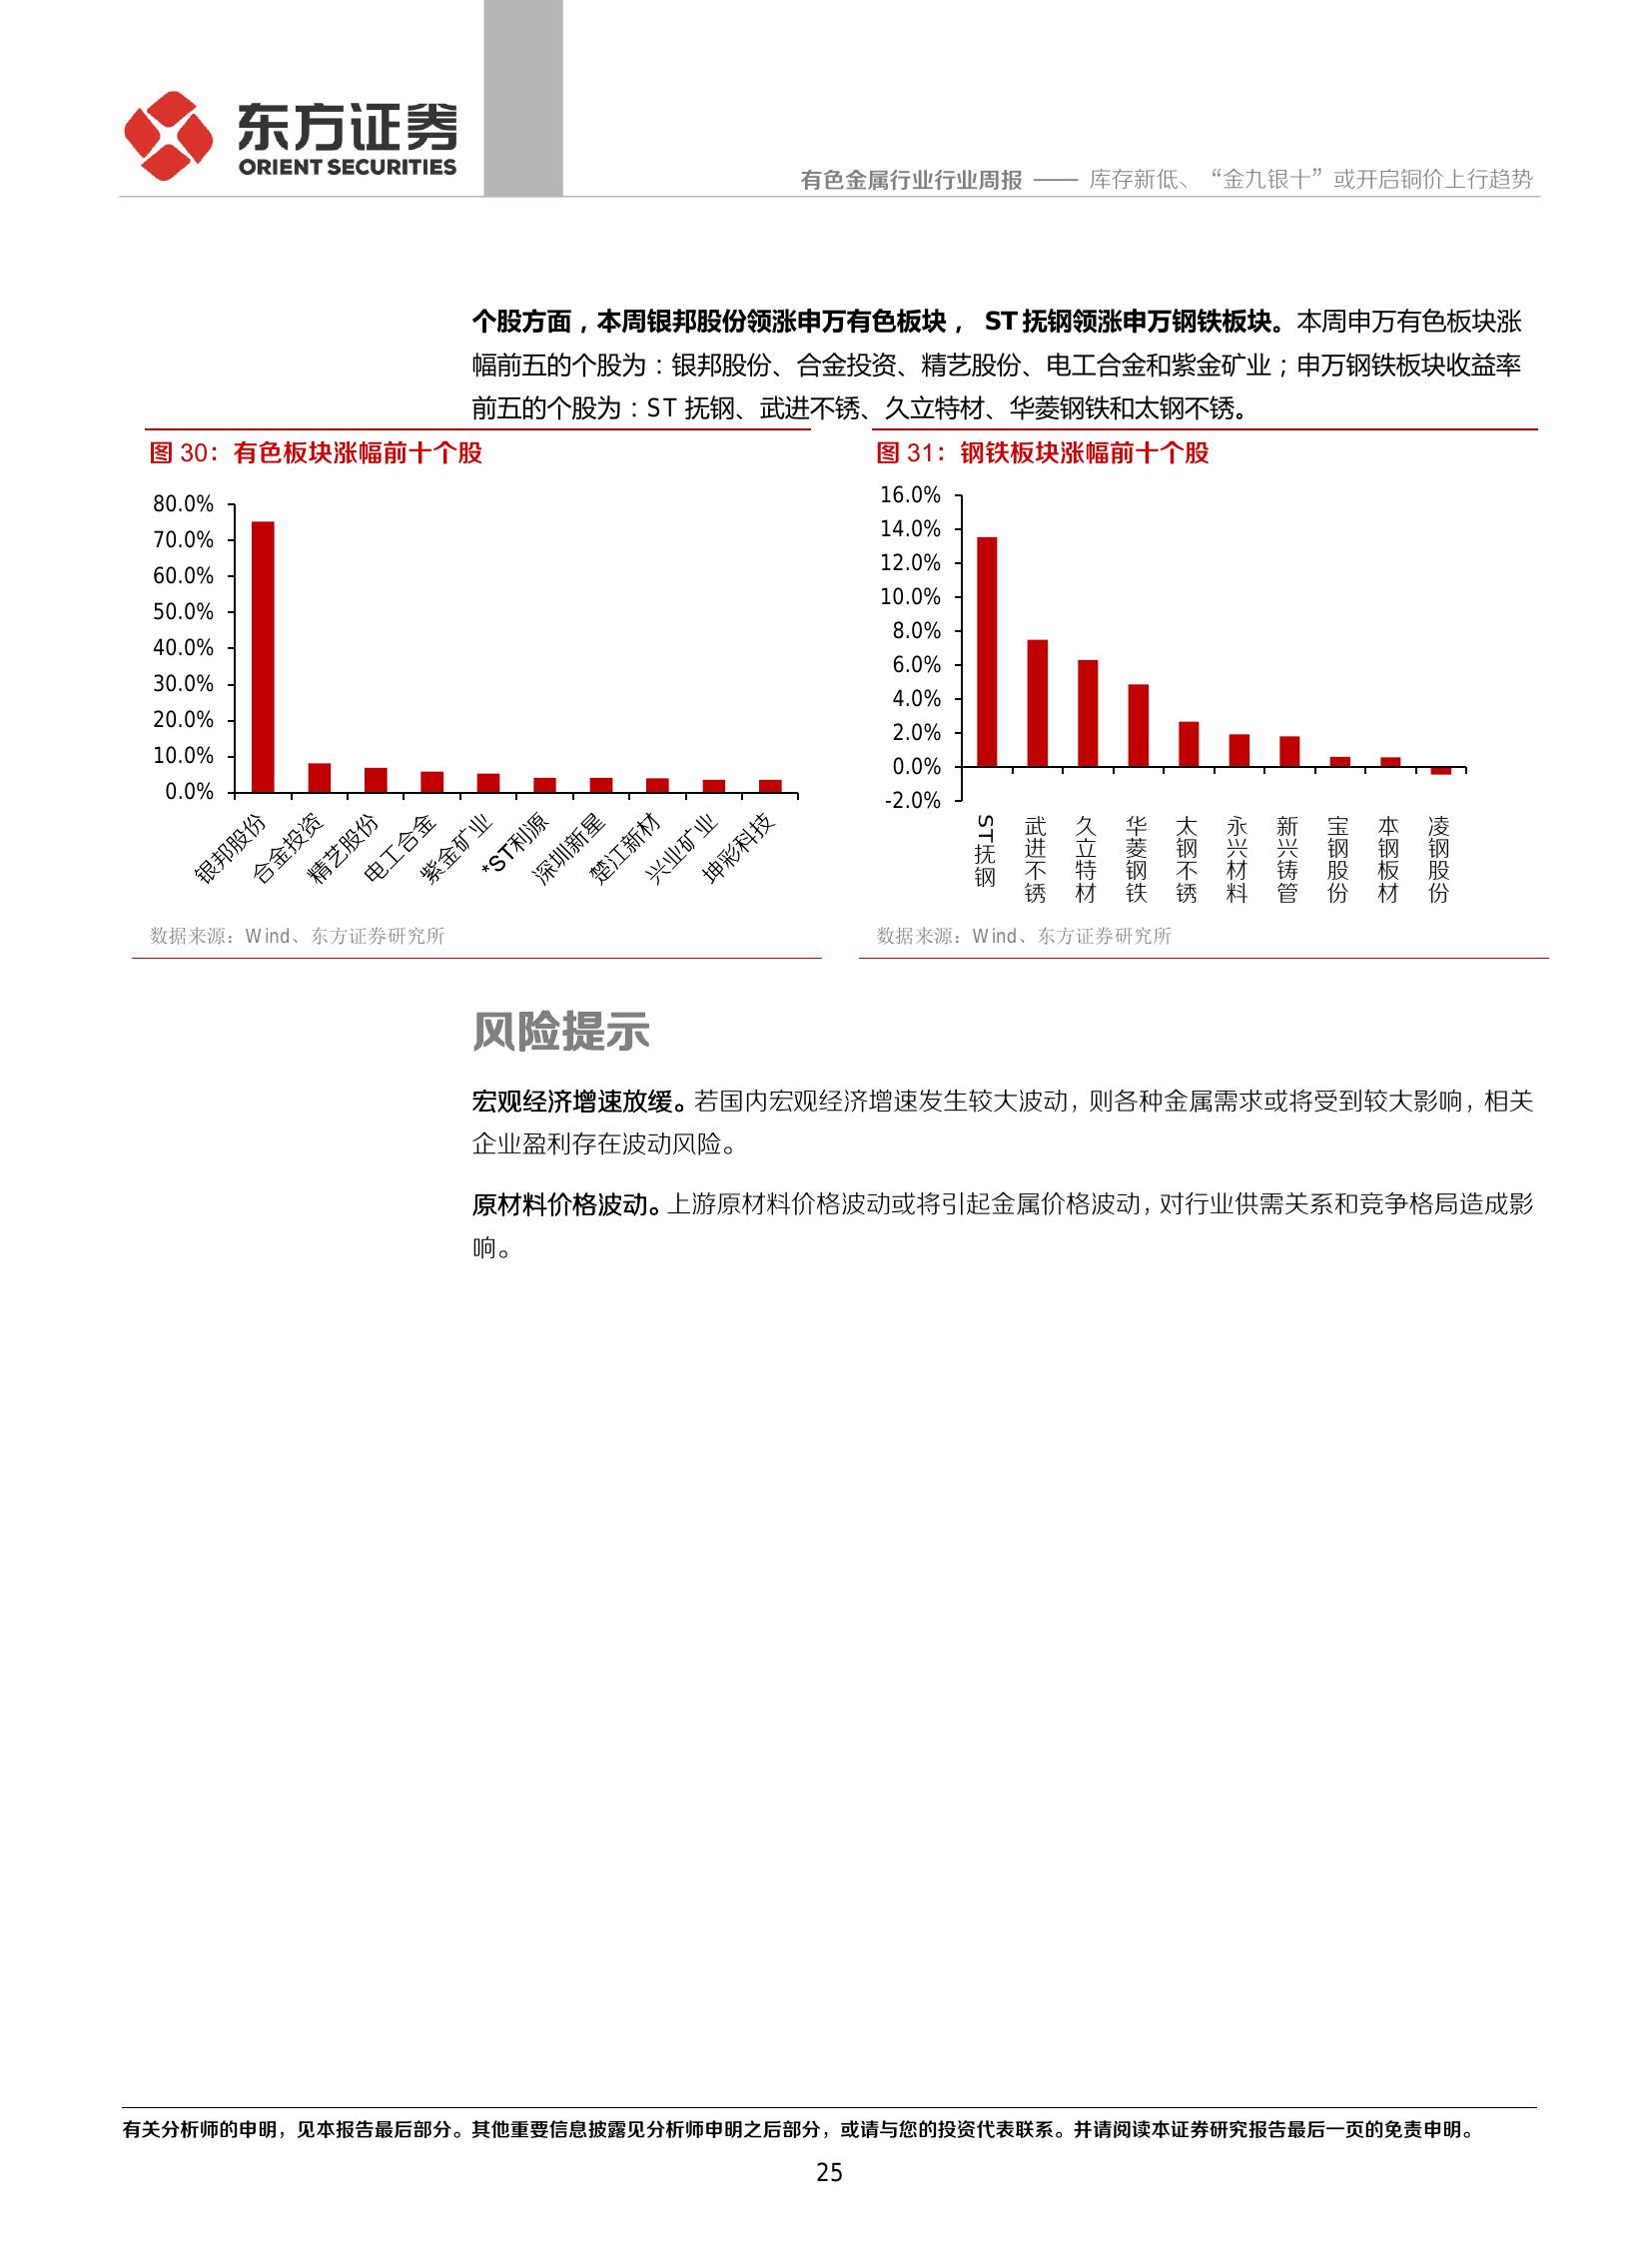 东方证券
ORIENT SECURITIES
有色金属行业行业周报 —— 库存新低、“金九银十”或开启铜价上行趋势
个股方面，本周银邦股份领涨申万有色板块， ST 抚钢领涨申万钢铁板块。本周申万有色板块涨
幅前五的个股为：银邦股份、合金投资、精艺股份、电工合金和紫金矿业；申万钢铁板块收益率
前五的个股为：ST 抚钢、武进不锈、久立特材、华菱钢铁和太钢不锈。
图 30：有色板块涨幅前十个股
80.0%
70.0%
60.0%
50.0%
40.0%
30.0%
20.0%
10.0%
0.0%
银邦股份
合金投资
精艺股份
电工合金
紫金矿业
*ST利源
深圳新星
楚江新材
兴业矿业
坤彩科技
数据来源：Wind、东方证券研究所
图 31：钢铁板块涨幅前十个股
16.0%
14.0%
12.0%
10.0%
8.0%
6.0%
4.0%
2.0%
0.0%
-2.0%
ST抚钢
武进不锈
久立特材
华菱钢铁
太钢不锈
永兴材料
新兴铸管
宝钢股份
本钢板材
凌钢股份
数据来源：Wind、东方证券研究所
风险提示
宏观经济增速放缓。若国内宏观经济增速发生较大波动，则各种金属需求或将受到较大影响，相关
企业盈利存在波动风险。
原材料价格波动。上游原材料价格波动或将引起金属价格波动，对行业供需关系和竞争格局造成影
响。
有关分析师的申明，见本报告最后部分。其他重要信息披露见分析师申明之后部分，或请与您的投资代表联系。并请阅读本证券研究报告最后一页的免责申明。
25